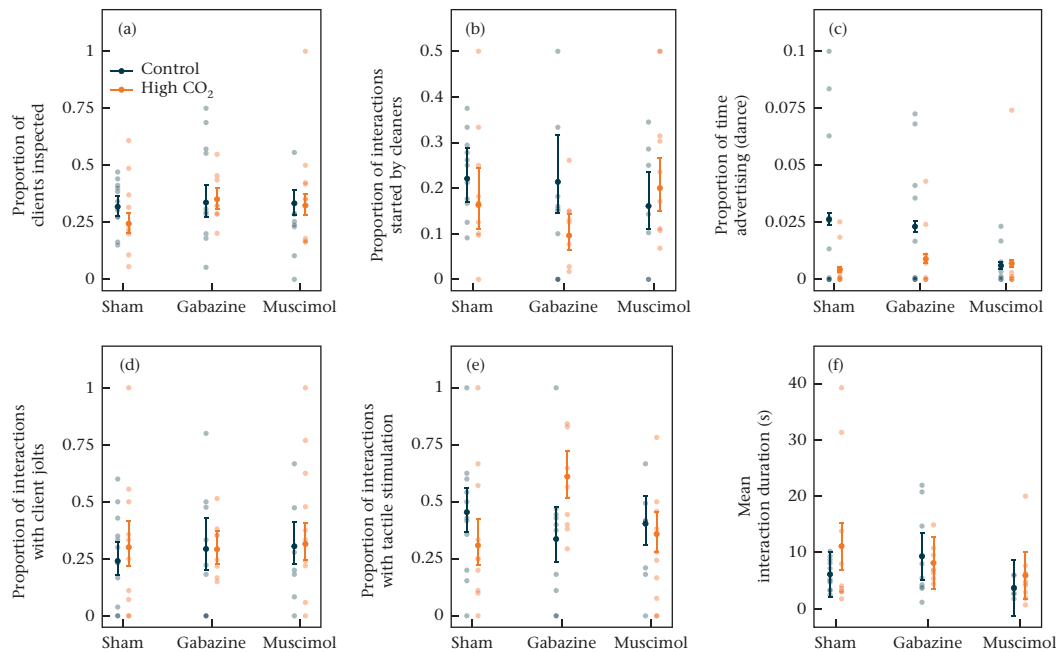 (a)
Control
High CO2
Proportion of
clients inspected
1
0.75
0.5
0.25
0
Sham
Gabazine
Muscimol
(b)
Proportion of interactions
started by cleaners
0.5
0.4
0.3
0.2
0.1
0
Sham
Gabazine
Muscimol
(c)
Proportion of time
advertising (dance)
0.1
0.075
0.05
0.025
0
Sham
Gabazine
Muscimol
(d)
Proportion of interactions
with client jolts
1
0.75
0.5
0.25
0
Sham
Gabazine
Muscimol
(e)
Proportion of interactions
with tactile stimulation
1
0.75
0.5
0.25
0
Sham
Gabazine
Muscimol
(f)
Mean
interaction duration (s)
40
30
20
10
0
Sham
Gabazine
Muscimol